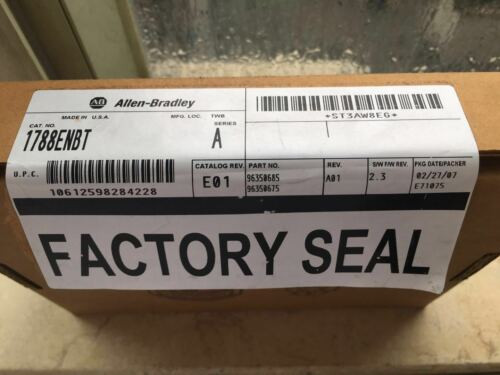 AB Allen-Bradley
MADE IN U.S.A. MFG. LOC. TWB
CAT. NO. SERIES
1788ENBT A
*ST3AW8EG*
U.P.C. CATALOG REV. PART NO. REV. S/W F/W REV. PKG DATE/PACKER
E01 96350685 A01 2.3 02/27/07
10612598284228 96350675 E71075
FACTORY SEAL